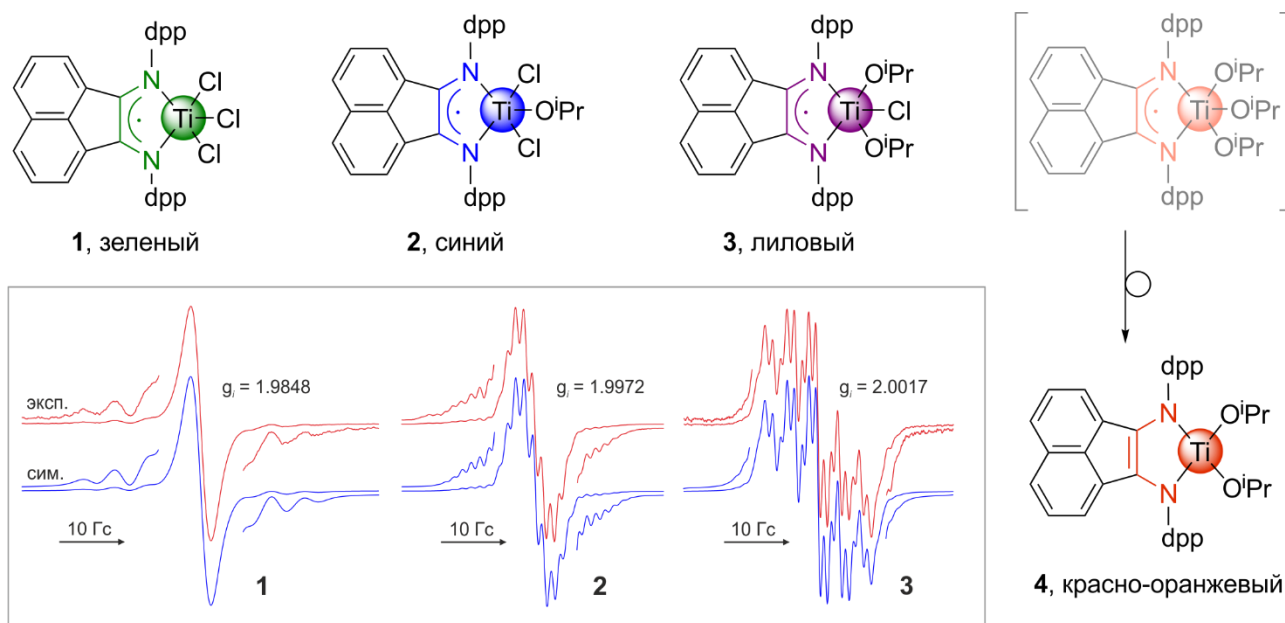 dpp
N
Cl
Ti
Cl
Cl
N
dpp
1, зеленый
dpp
N
Cl
Ti
OⁱPr
Cl
N
dpp
2, синий
dpp
N
OⁱPr
Ti
Cl
OⁱPr
N
dpp
3, лиловый
dpp
N
OⁱPr
Ti
OⁱPr
OⁱPr
N
dpp
эксп.
сим.
gᵢ = 1.9848
10 Гс
1
gᵢ = 1.9972
10 Гс
2
gᵢ = 2.0017
10 Гс
3
dpp
N
OⁱPr
Ti
OⁱPr
N
dpp
4, красно-оранжевый